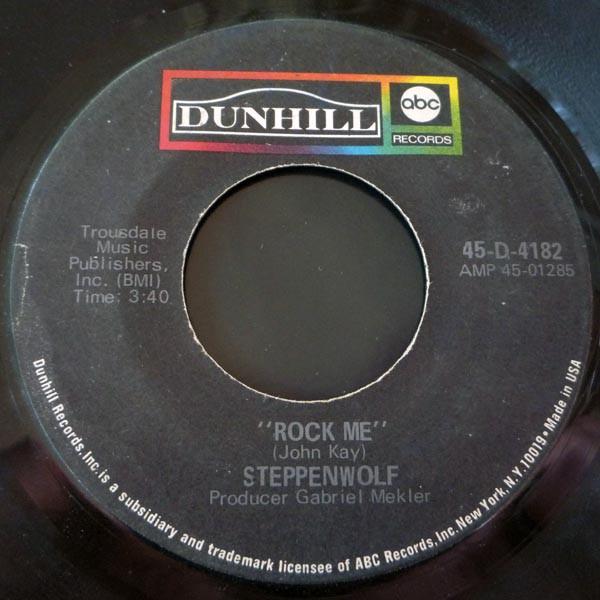 DUNHILL
abc
RECORDS
Trousdale
Music
Publishers,
Inc. (BMI)
Time: 3:40
45-D-4182
AMP 45-01285
"ROCK ME"
(John Kay)
STEPPENWOLF
Producer Gabriel Mekler
Dunhill Records, Inc. is a subsidiary and trademark licensee of ABC Records, Inc. New York, N.Y. 10019 • Made in USA